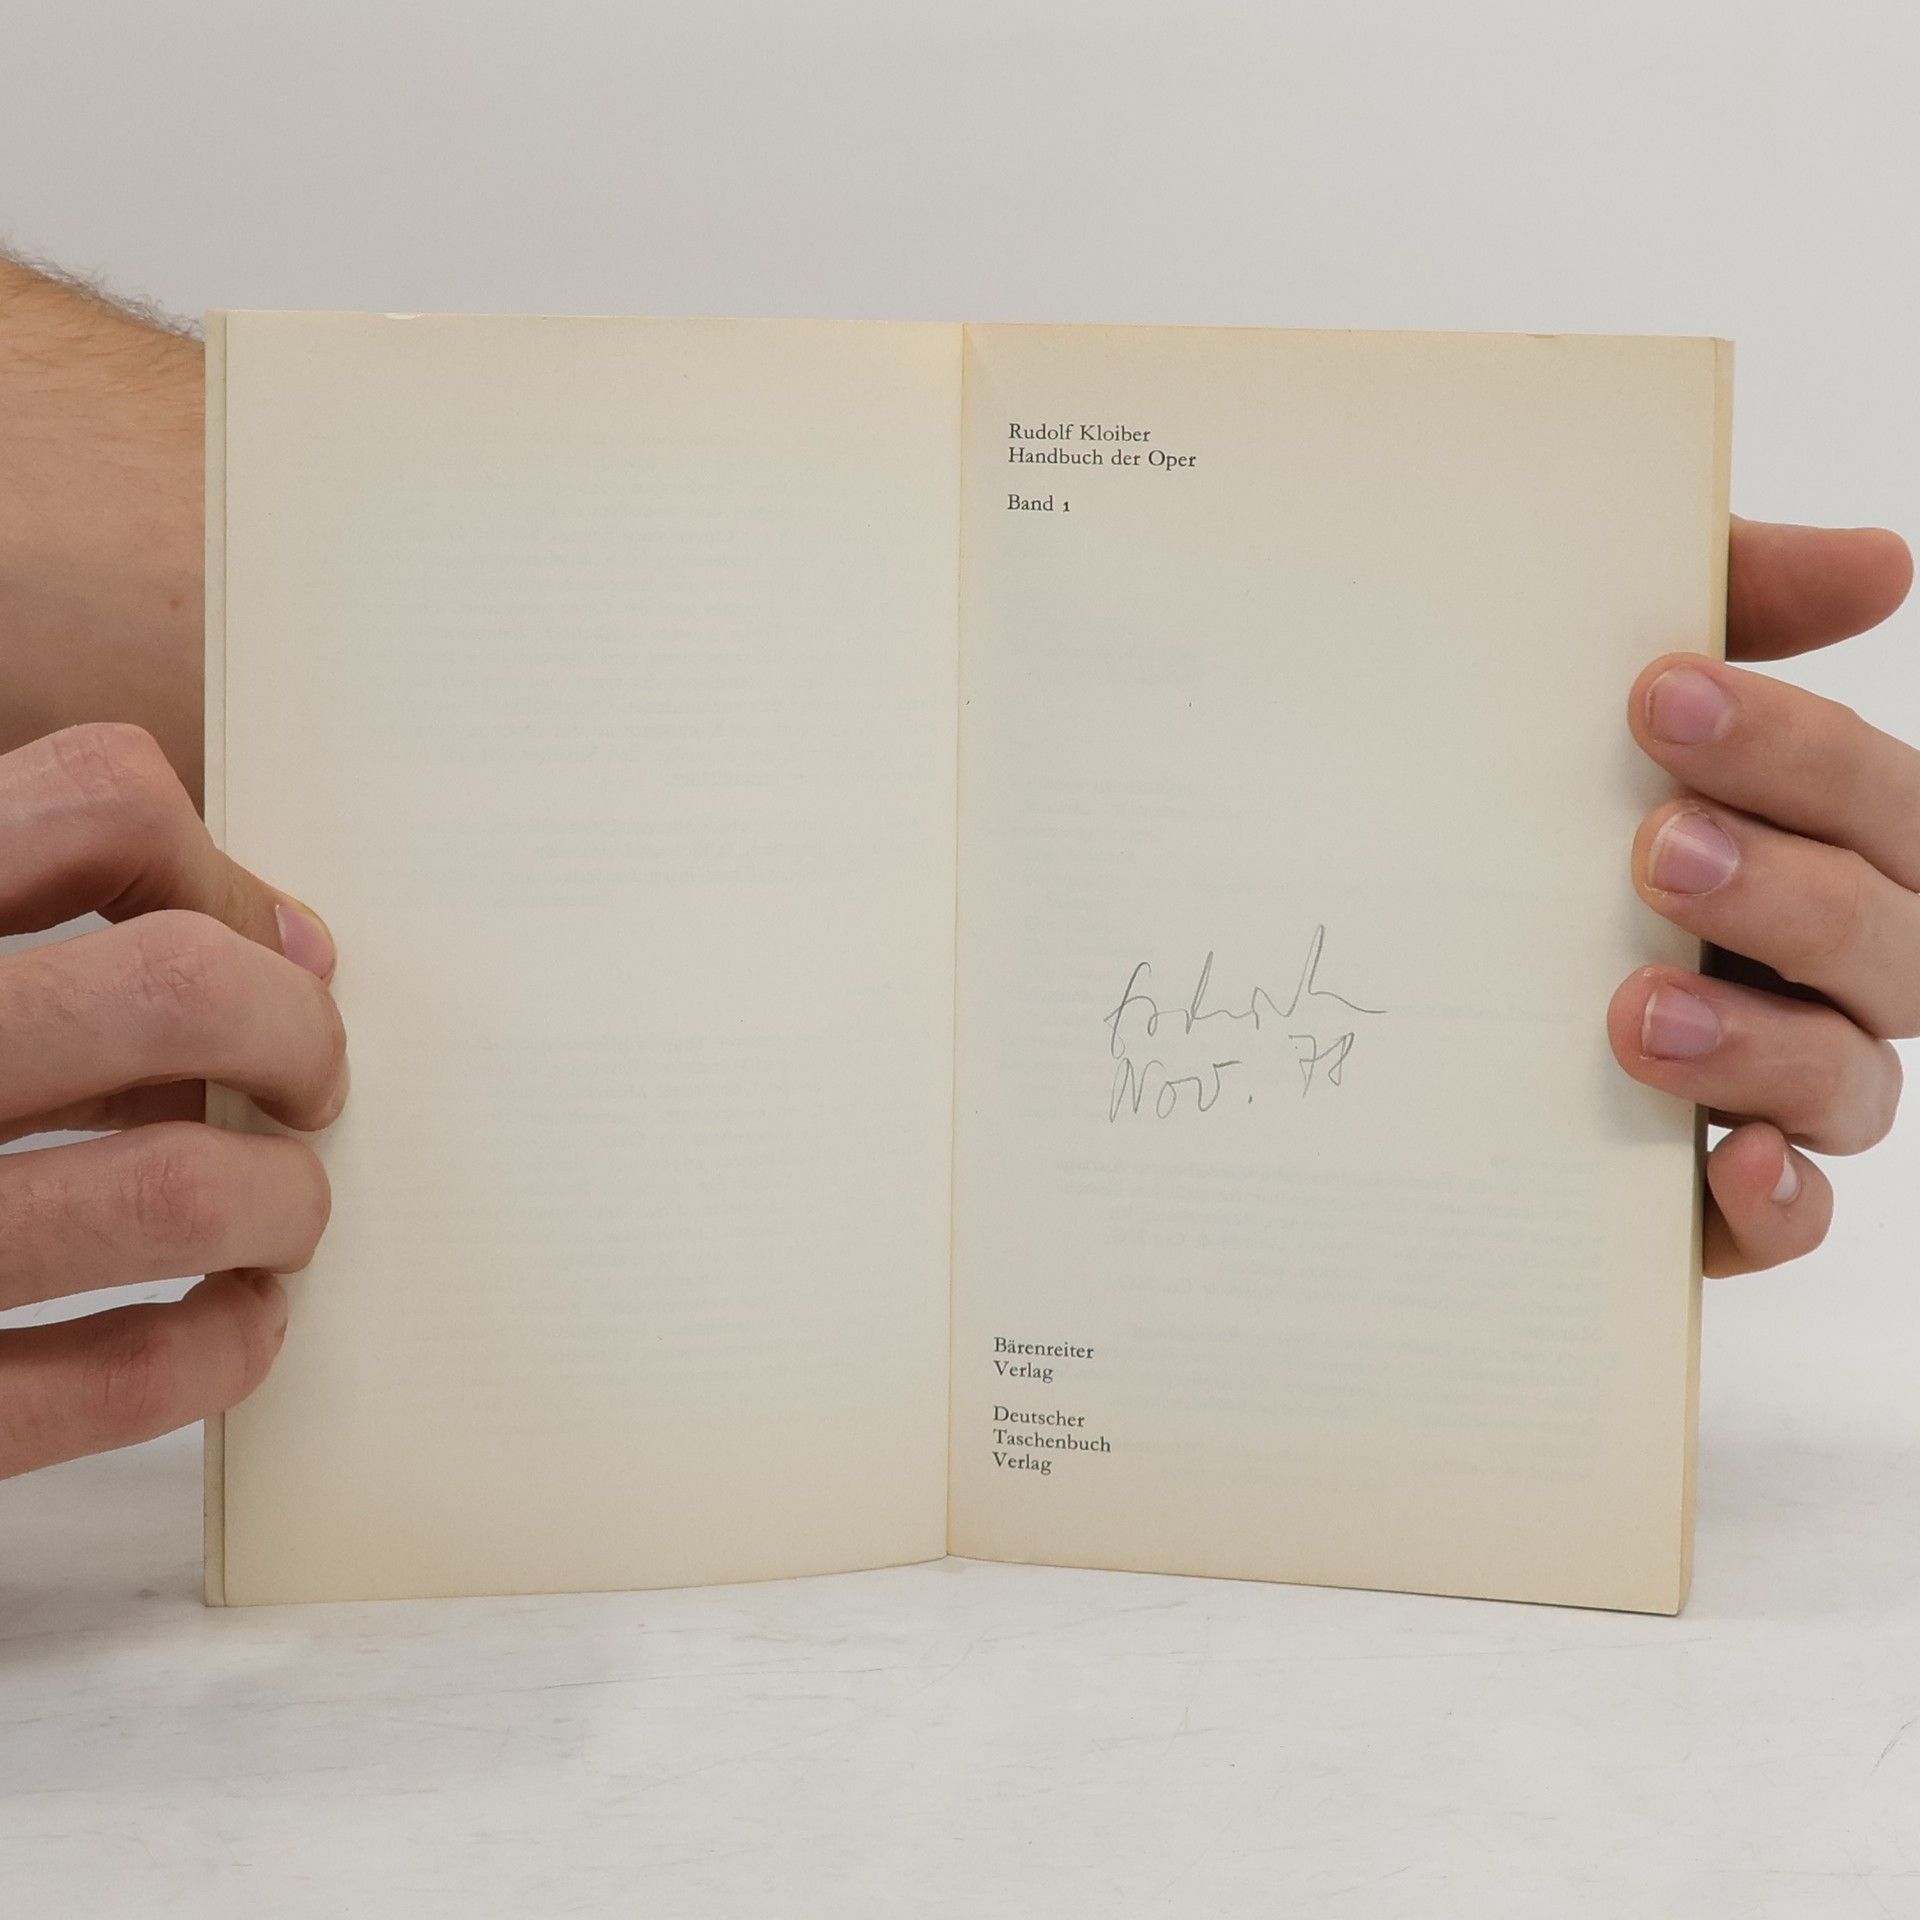 Rudolf Kloiber
Handbuch der Oper
Band 1
Nov. 78
Bärenreiter
Verlag
Deutscher
Taschenbuch
Verlag